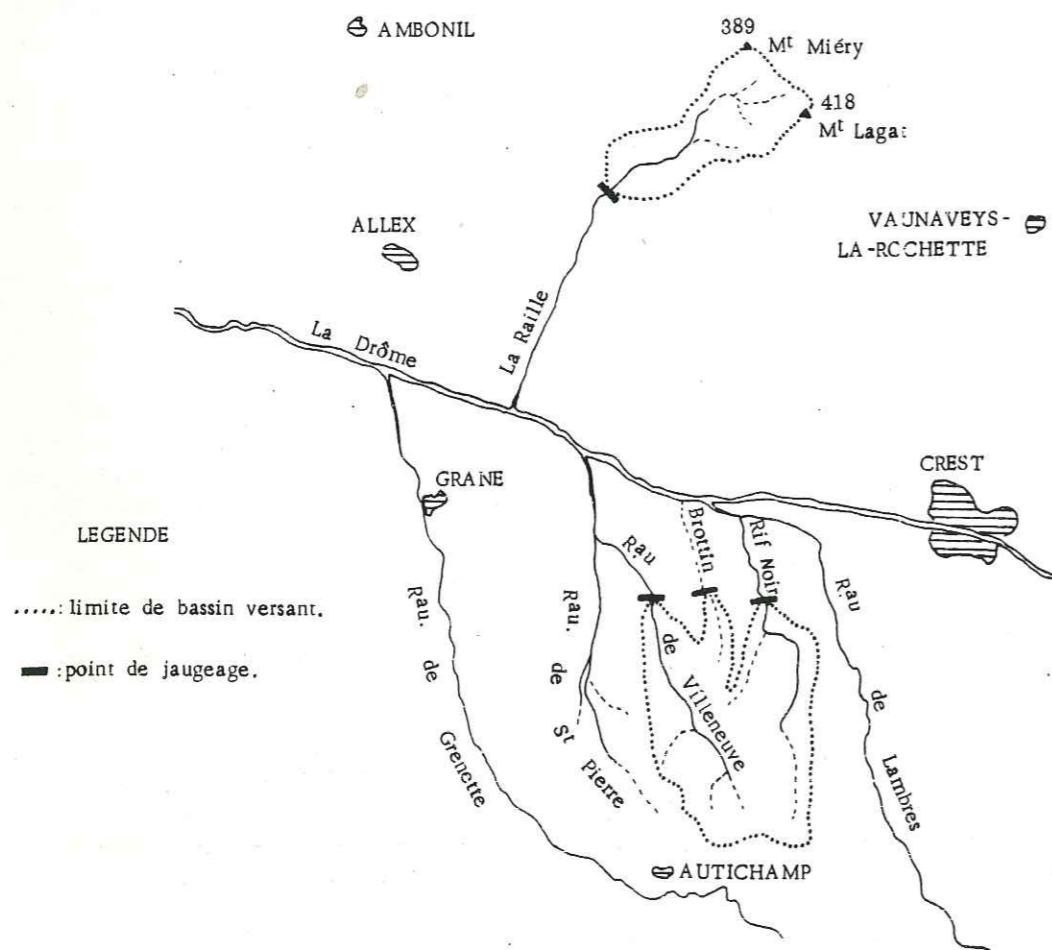 AMBONIL
389
Mt Miéry
418
Mt Lagat
ALLEX
VAUNAVEYS-
LA-ROCHETTE
La Drôme
La Raille
GRANE
CREST
LEGENDE
.....: limite de bassin versant.
: point de jaugeage.
Rau. de Grenette
Rau. de St Pierre
Rau de Villeneuve
Brottin
Rif Noir
Rau de Lambres
AUTICHAMP